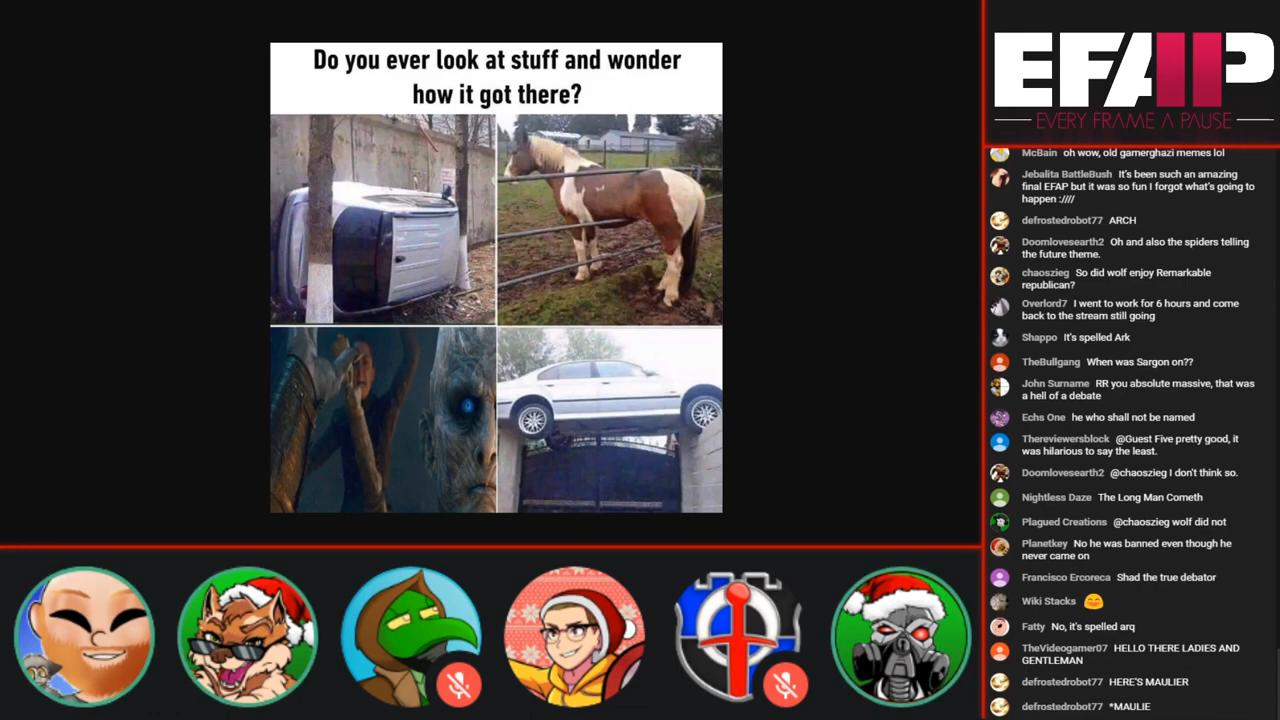 Do you ever look at stuff and wonder
how it got there?
EFAP
EVERY FRAME A PAUSE
McBain oh wow, old gamerghazi memes lol
Jebalita BattleBush It's been such an amazing
final EFAP but it was so fun I forgot what's going to
happen :////
defrostedrobot77 ARCH
Doomlovesearth2 Oh and also the spiders telling
the future theme.
chaoszieg So did wolf enjoy Remarkable
republican?
Overlord7 I went to work for 6 hours and come
back to the stream still going
Shappo It's spelled Ark
TheBullgang When was Sargon on??
John Surname RR you absolute massive, that was
a hell of a debate
Echs One he who shall not be named
Thereviewersblock @Guest Five pretty good, it
was hilarious to say the least.
Doomlovesearth2 @chaoszieg I don't think so.
Nightless Daze The Long Man Cometh
Plagued Creations @chaoszieg wolf did not
Planetkey No he was banned even though he
never came on
Francisco Ercoreca Shad the true debator
Wiki Stacks 😊
Fatty No, it's spelled arq
TheVideogamer07 HELLO THERE LADIES AND
GENTLEMAN
defrostedrobot77 HERE'S MAULIER
defrostedrobot77 *MAULIE